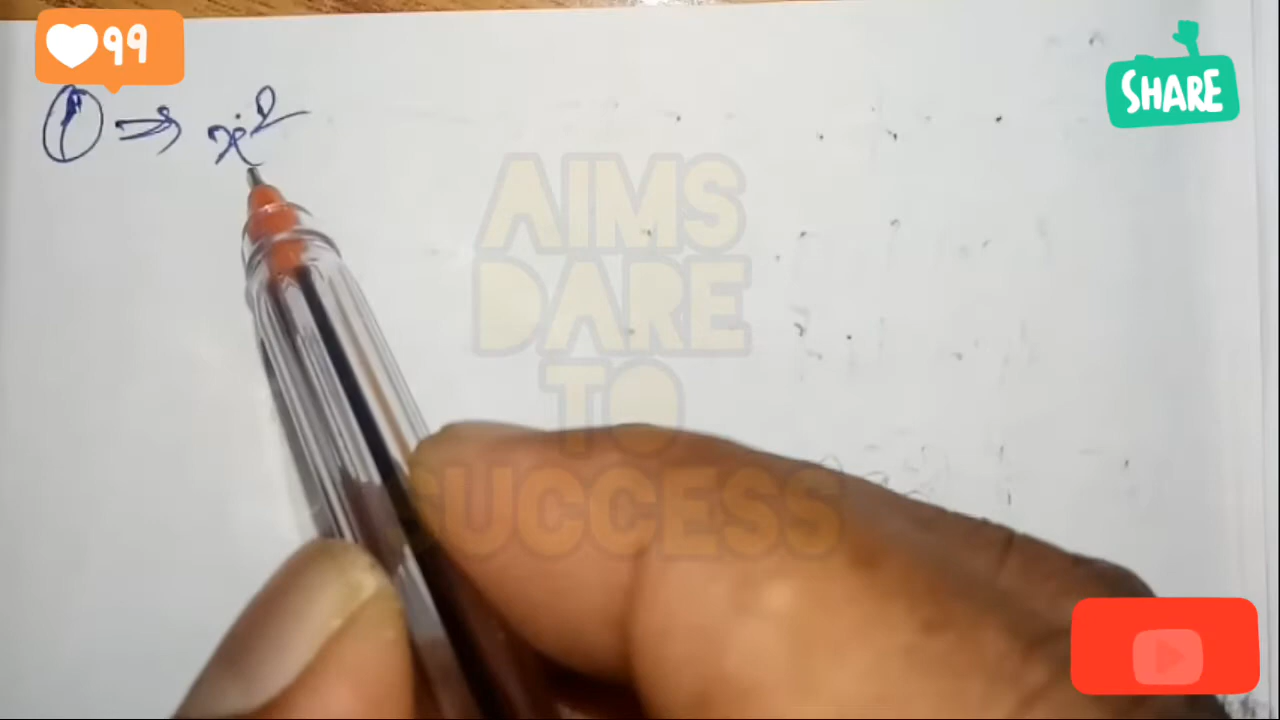 99
① ⇒ x²
SHARE
AIMS
DARE
TO
SUCCESS